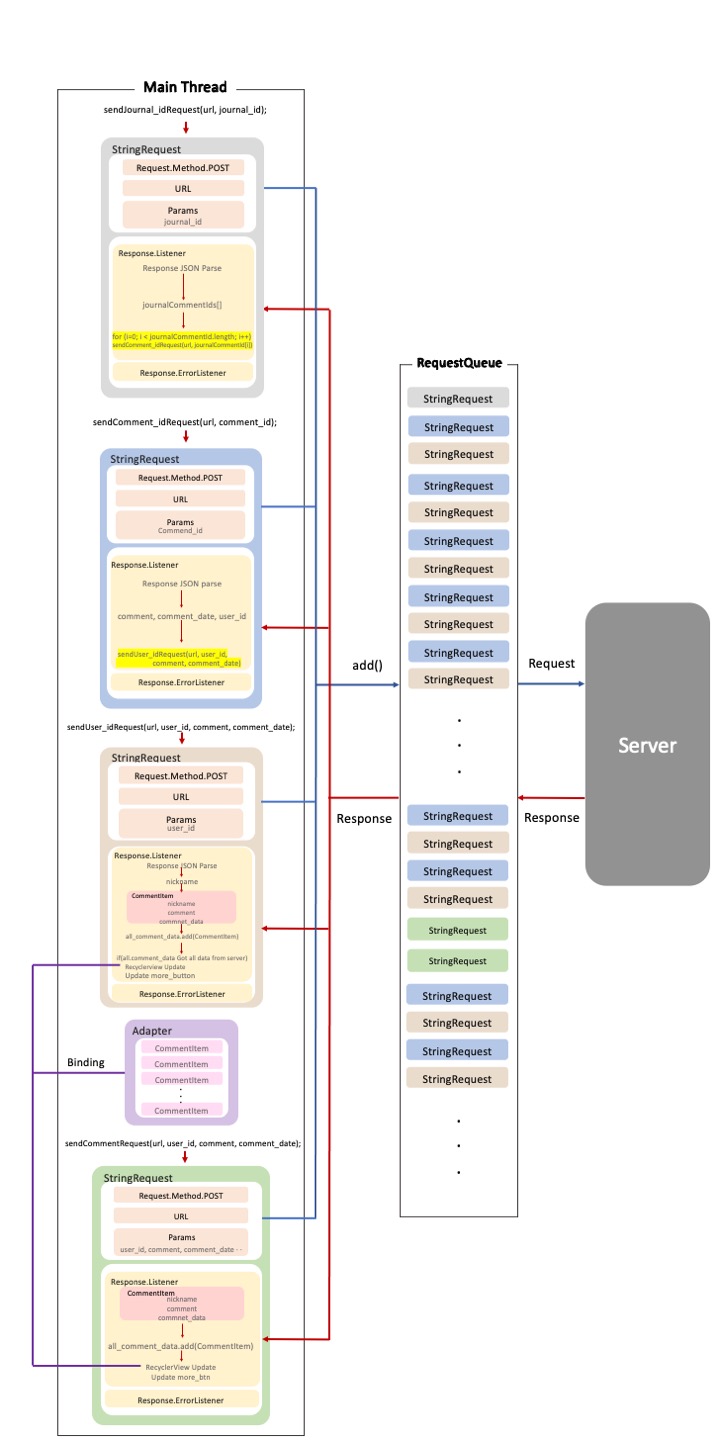 Main Thread
sendJournal_idRequest(url, journal_id);
StringRequest
Request.Method.POST
URL
Params
journal_id
Response.Listener
Response JSON Parse
journalCommentIds[]
for (i=0; i < journalCommentId.length; i++)
sendComment_idRequest(url, journalCommentId[i])
Response.ErrorListener
sendComment_idRequest(url, comment_id);
StringRequest
Request.Method.POST
URL
Params
Commend_id
Response.Listener
Response JSON parse
comment, comment_date, user_id
sendUser_idRequest(url, user_id,
comment, comment_date)
Response.ErrorListener
sendUser_idRequest(url, user_id, comment, comment_date);
StringRequest
Request.Method.POST
URL
Params
user_id
Response.Listener
Response JSON Parse
nickname
CommentItem
nickname
comment
commnet_data
all_comment_data.add(CommentItem)
if(all.comment_data Got all data from server)
Recyclerview Update
Update more_button
Response.ErrorListener
Binding
Adapter
CommentItem
CommentItem
CommentItem
.
.
.
CommentItem
sendCommentRequest(url, user_id, comment, comment_date);
StringRequest
Request.Method.POST
URL
Params
user_id, comment, comment_date - -
Response.Listener
CommentItem
nickname
comment
commnet_data
all_comment_data.add(CommentItem)
RecyclerView Update
Update more_btn
Response.ErrorListener
add()
Response
RequestQueue
StringRequest
StringRequest
StringRequest
StringRequest
StringRequest
StringRequest
StringRequest
StringRequest
StringRequest
StringRequest
StringRequest
.
.
.
StringRequest
StringRequest
StringRequest
StringRequest
StringRequest
StringRequest
StringRequest
StringRequest
StringRequest
StringRequest
.
.
.
Request
Response
Server